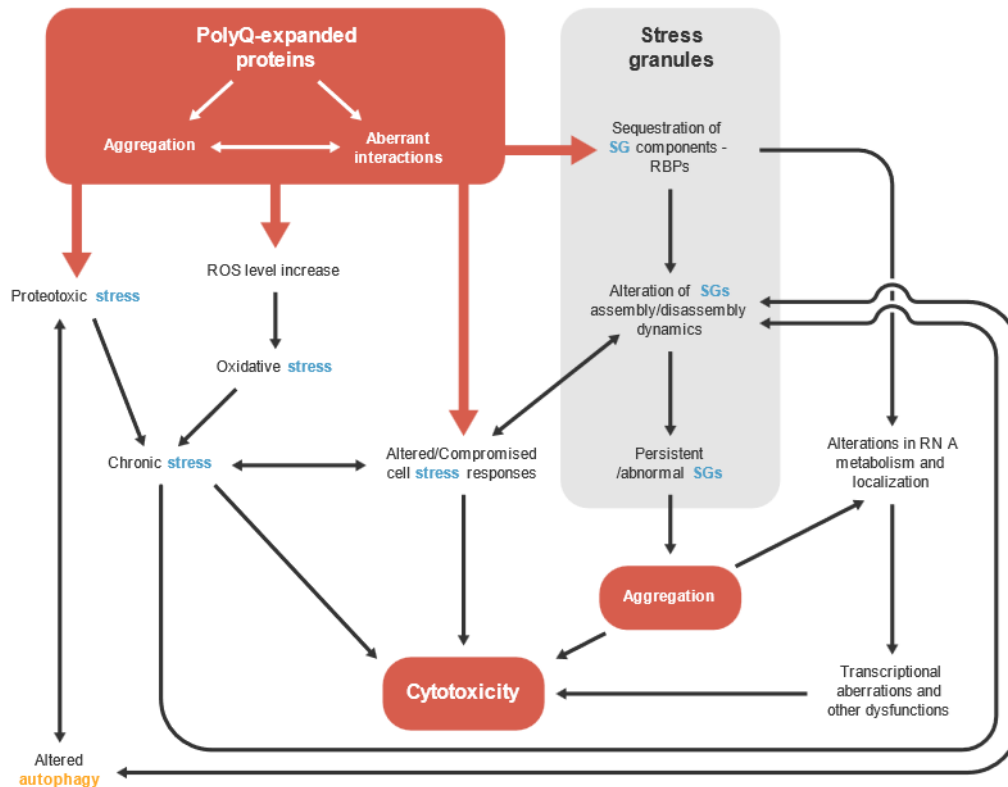 PolyQ-expanded
proteins
Aggregation
Aberrant
interactions
Stress
granules
Sequestration of
SG components -
RBPs
ROS level increase
Proteotoxic stress
Alteration of SGs
assembly/disassembly
dynamics
Oxidative stress
Chronic stress
Altered/Compromised
cell stress responses
Persistent
/abnormal SGs
Alterations in RN A
metabolism and
localization
Aggregation
Cytotoxicity
Transcriptional
aberrations and
other dysfunctions
Altered
autophagy